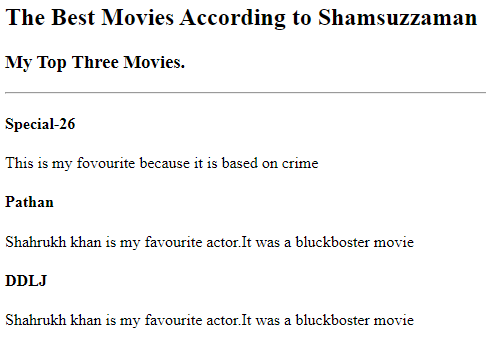 The Best Movies According to Shamsuzzaman
My Top Three Movies.
Special-26
This is my fovourite because it is based on crime
Pathan
Shahrukh khan is my favourite actor.It was a bluckboster movie
DDLJ
Shahrukh khan is my favourite actor.It was a bluckboster movie